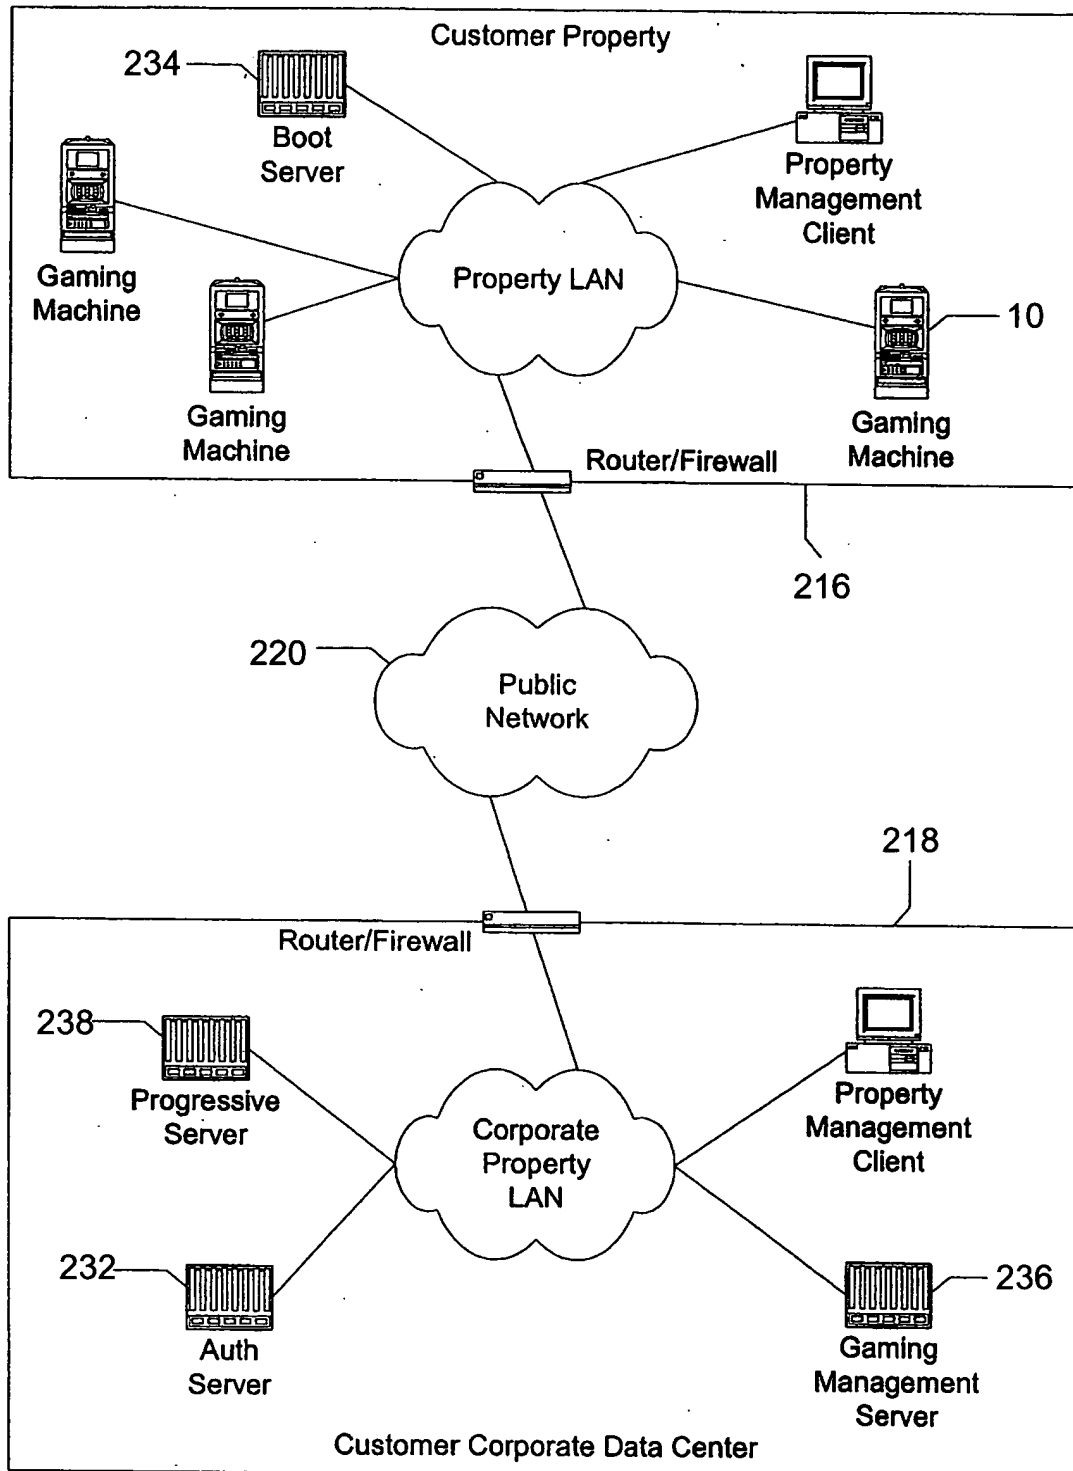 Customer Property
234
Boot
Server
Property
Management
Client
Gaming
Machine
Property LAN
Gaming
Machine
10
Gaming
Machine
Router/Firewall
216
220
Public
Network
218
Router/Firewall
238
Progressive
Server
Corporate
Property
LAN
Property
Management
Client
232
Auth
Server
236
Gaming
Management
Server
Customer Corporate Data Center